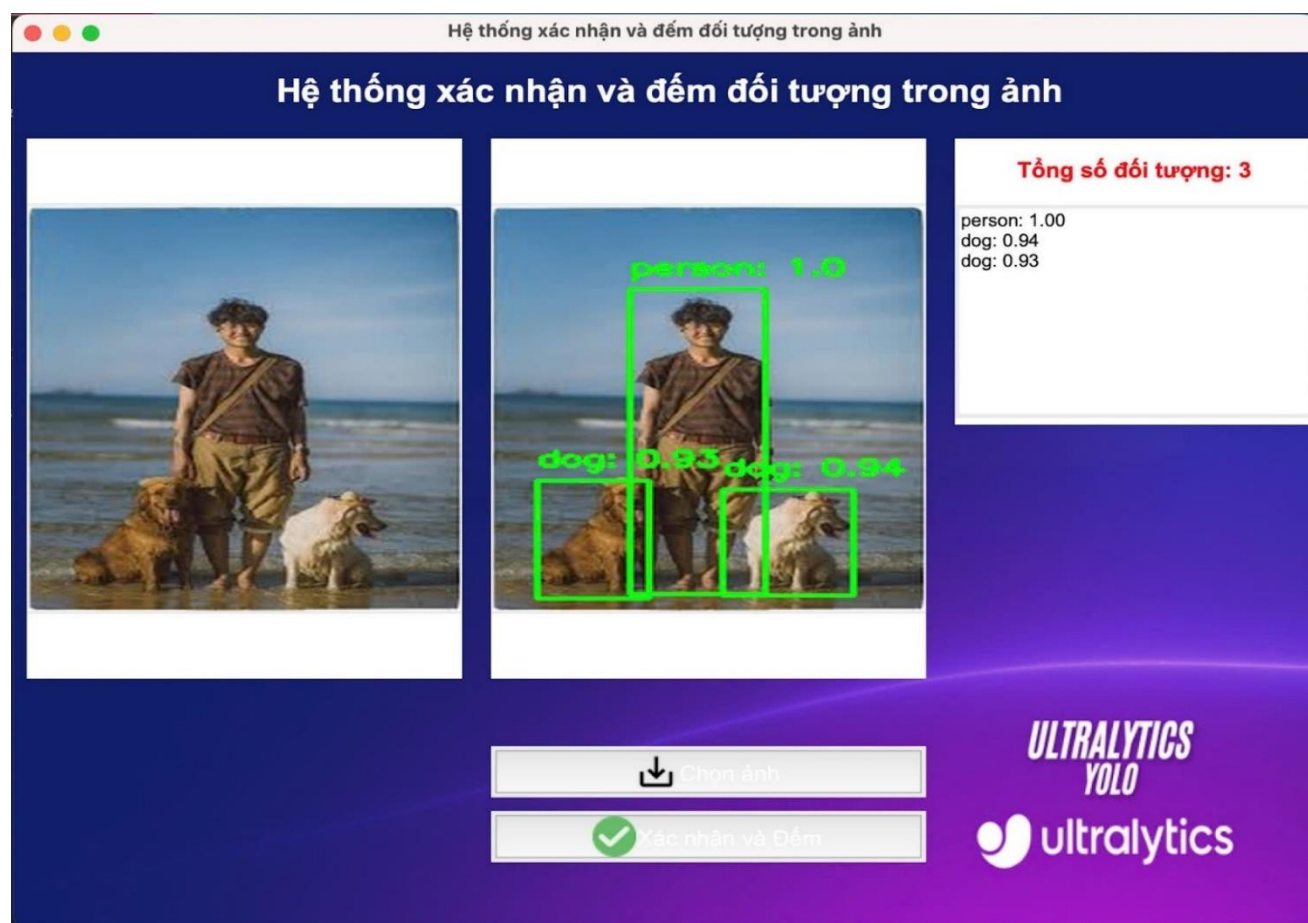 Hệ thống xác nhận và đếm đối tượng trong ảnh
Hệ thống xác nhận và đếm đối tượng trong ảnh
Tổng số đối tượng: 3
person: 1.00
dog: 0.94
dog: 0.93
person: 1.0
dog: 0.93
dog: 0.94
Chọn ảnh
Xác nhận và Đếm
ULTRALYTICS
YOLO
ultralytics